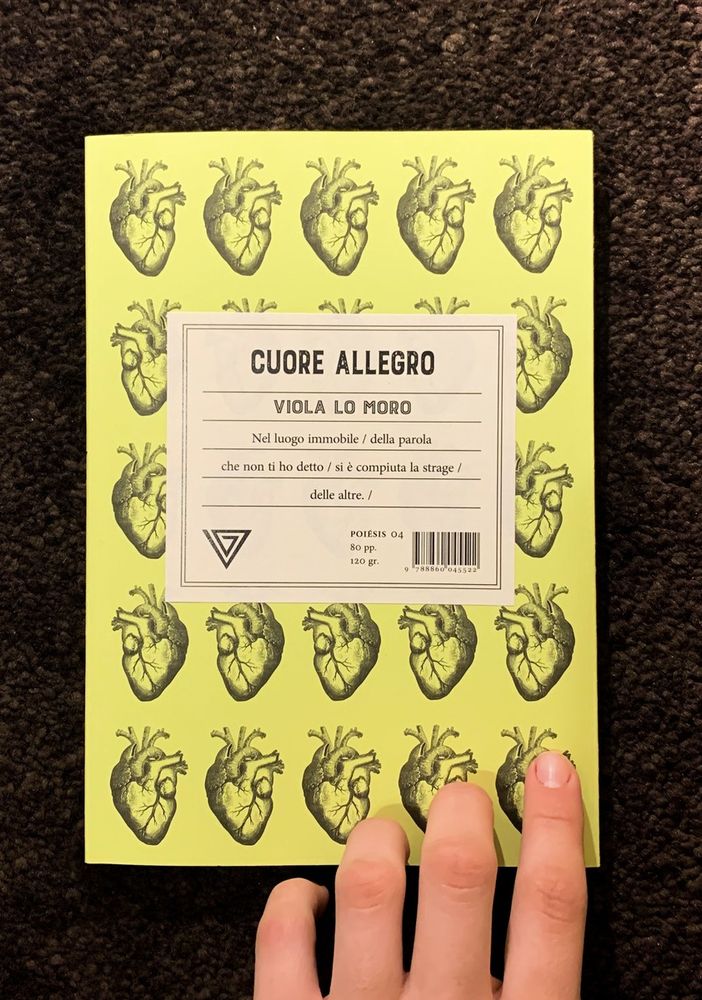 CUORE ALLEGRO
VIOLA LO MORO
Nel luogo immobile / della parola
che non ti ho detto / si è compiuta la strage /
delle altre. /
POIÉSIS 04
80 pp.
120 gr.
9 788860 045522